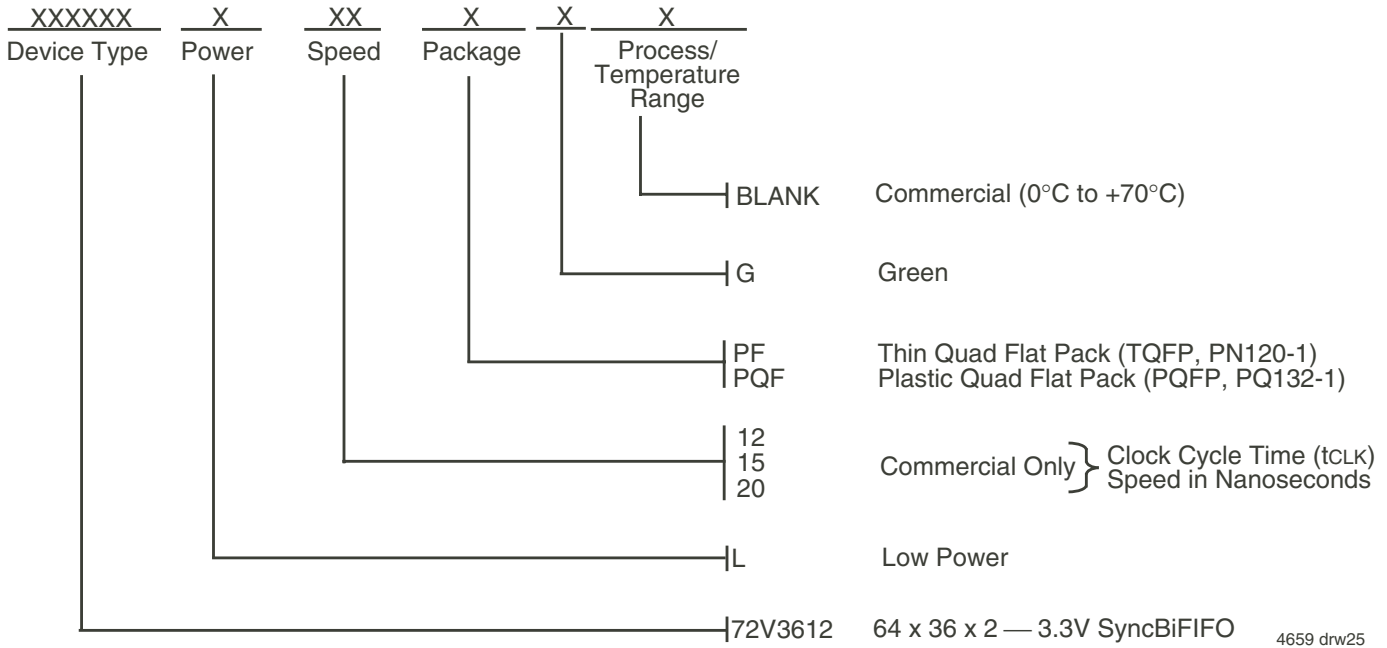 XXXXXX X XX X X X
Device Type Power Speed Package Process/
Temperature
Range
BLANK Commercial (0°C to +70°C)
G Green
PF Thin Quad Flat Pack (TQFP, PN120-1)
PQF Plastic Quad Flat Pack (PQFP, PQ132-1)
12
15
20
Commercial Only } Clock Cycle Time (tCLK)
Speed in Nanoseconds
L Low Power
72V3612 64 x 36 x 2 — 3.3V SyncBiFIFO
4659 drw25